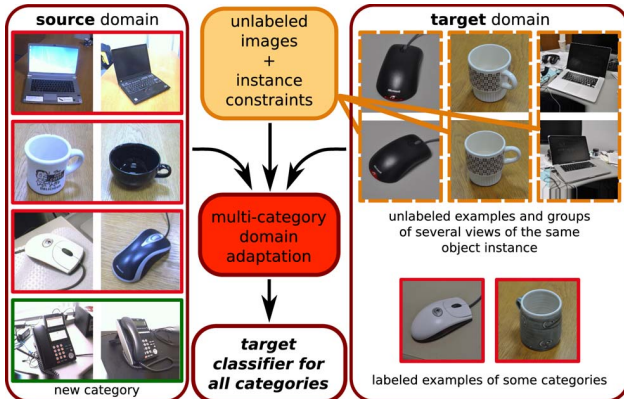 source domain
new category
unlabeled
images
+
instance
constraints
multi-category
domain
adaptation
target
classifier for
all categories
target domain
unlabeled examples and groups
of several views of the same
object instance
labeled examples of some categories